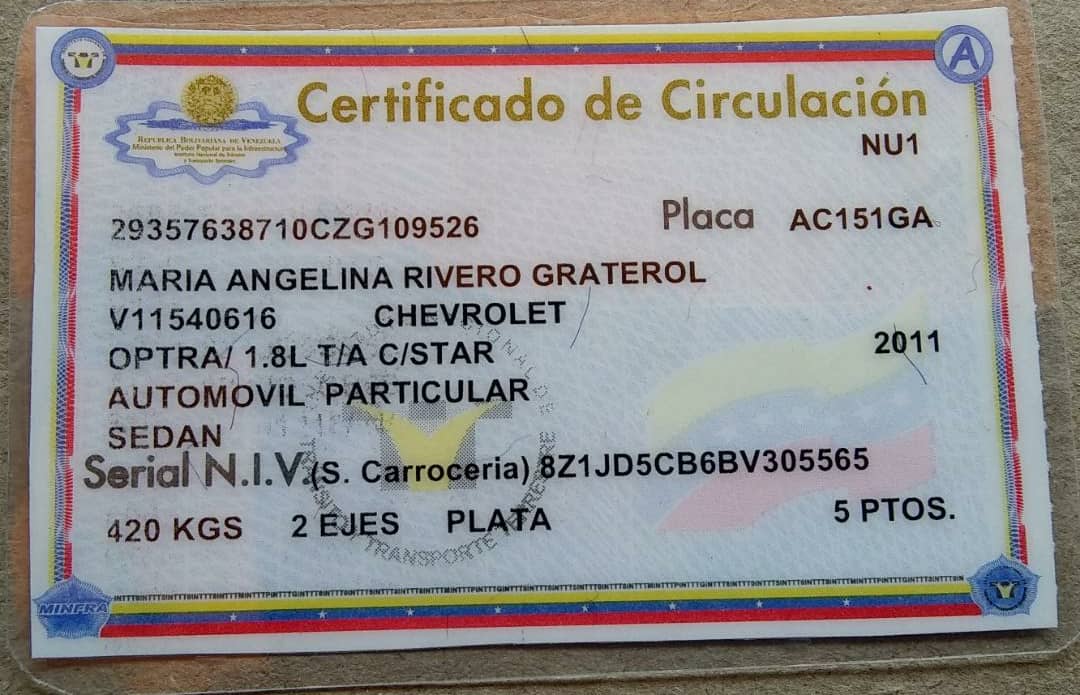 Certificado de Circulación
REPUBLICA BOLIVARIANA DE VENEZUELA
Ministerio del Poder Popular para la Infraestructura
Instituto Nacional de Tránsito
y Transporte Terrestre
A
NU1
29357638710CZG109526
Placa AC151GA
MARIA ANGELINA RIVERO GRATEROL
V11540616 CHEVROLET
OPTRA/ 1.8L T/A C/STAR 2011
AUTOMOVIL PARTICULAR
SEDAN
Serial N.I.V.(S. Carroceria) 8Z1JD5CB6BV305565
420 KGS 2 EJES PLATA 5 PTOS.
TRANSPORTE TERRESTRE
MINFRA